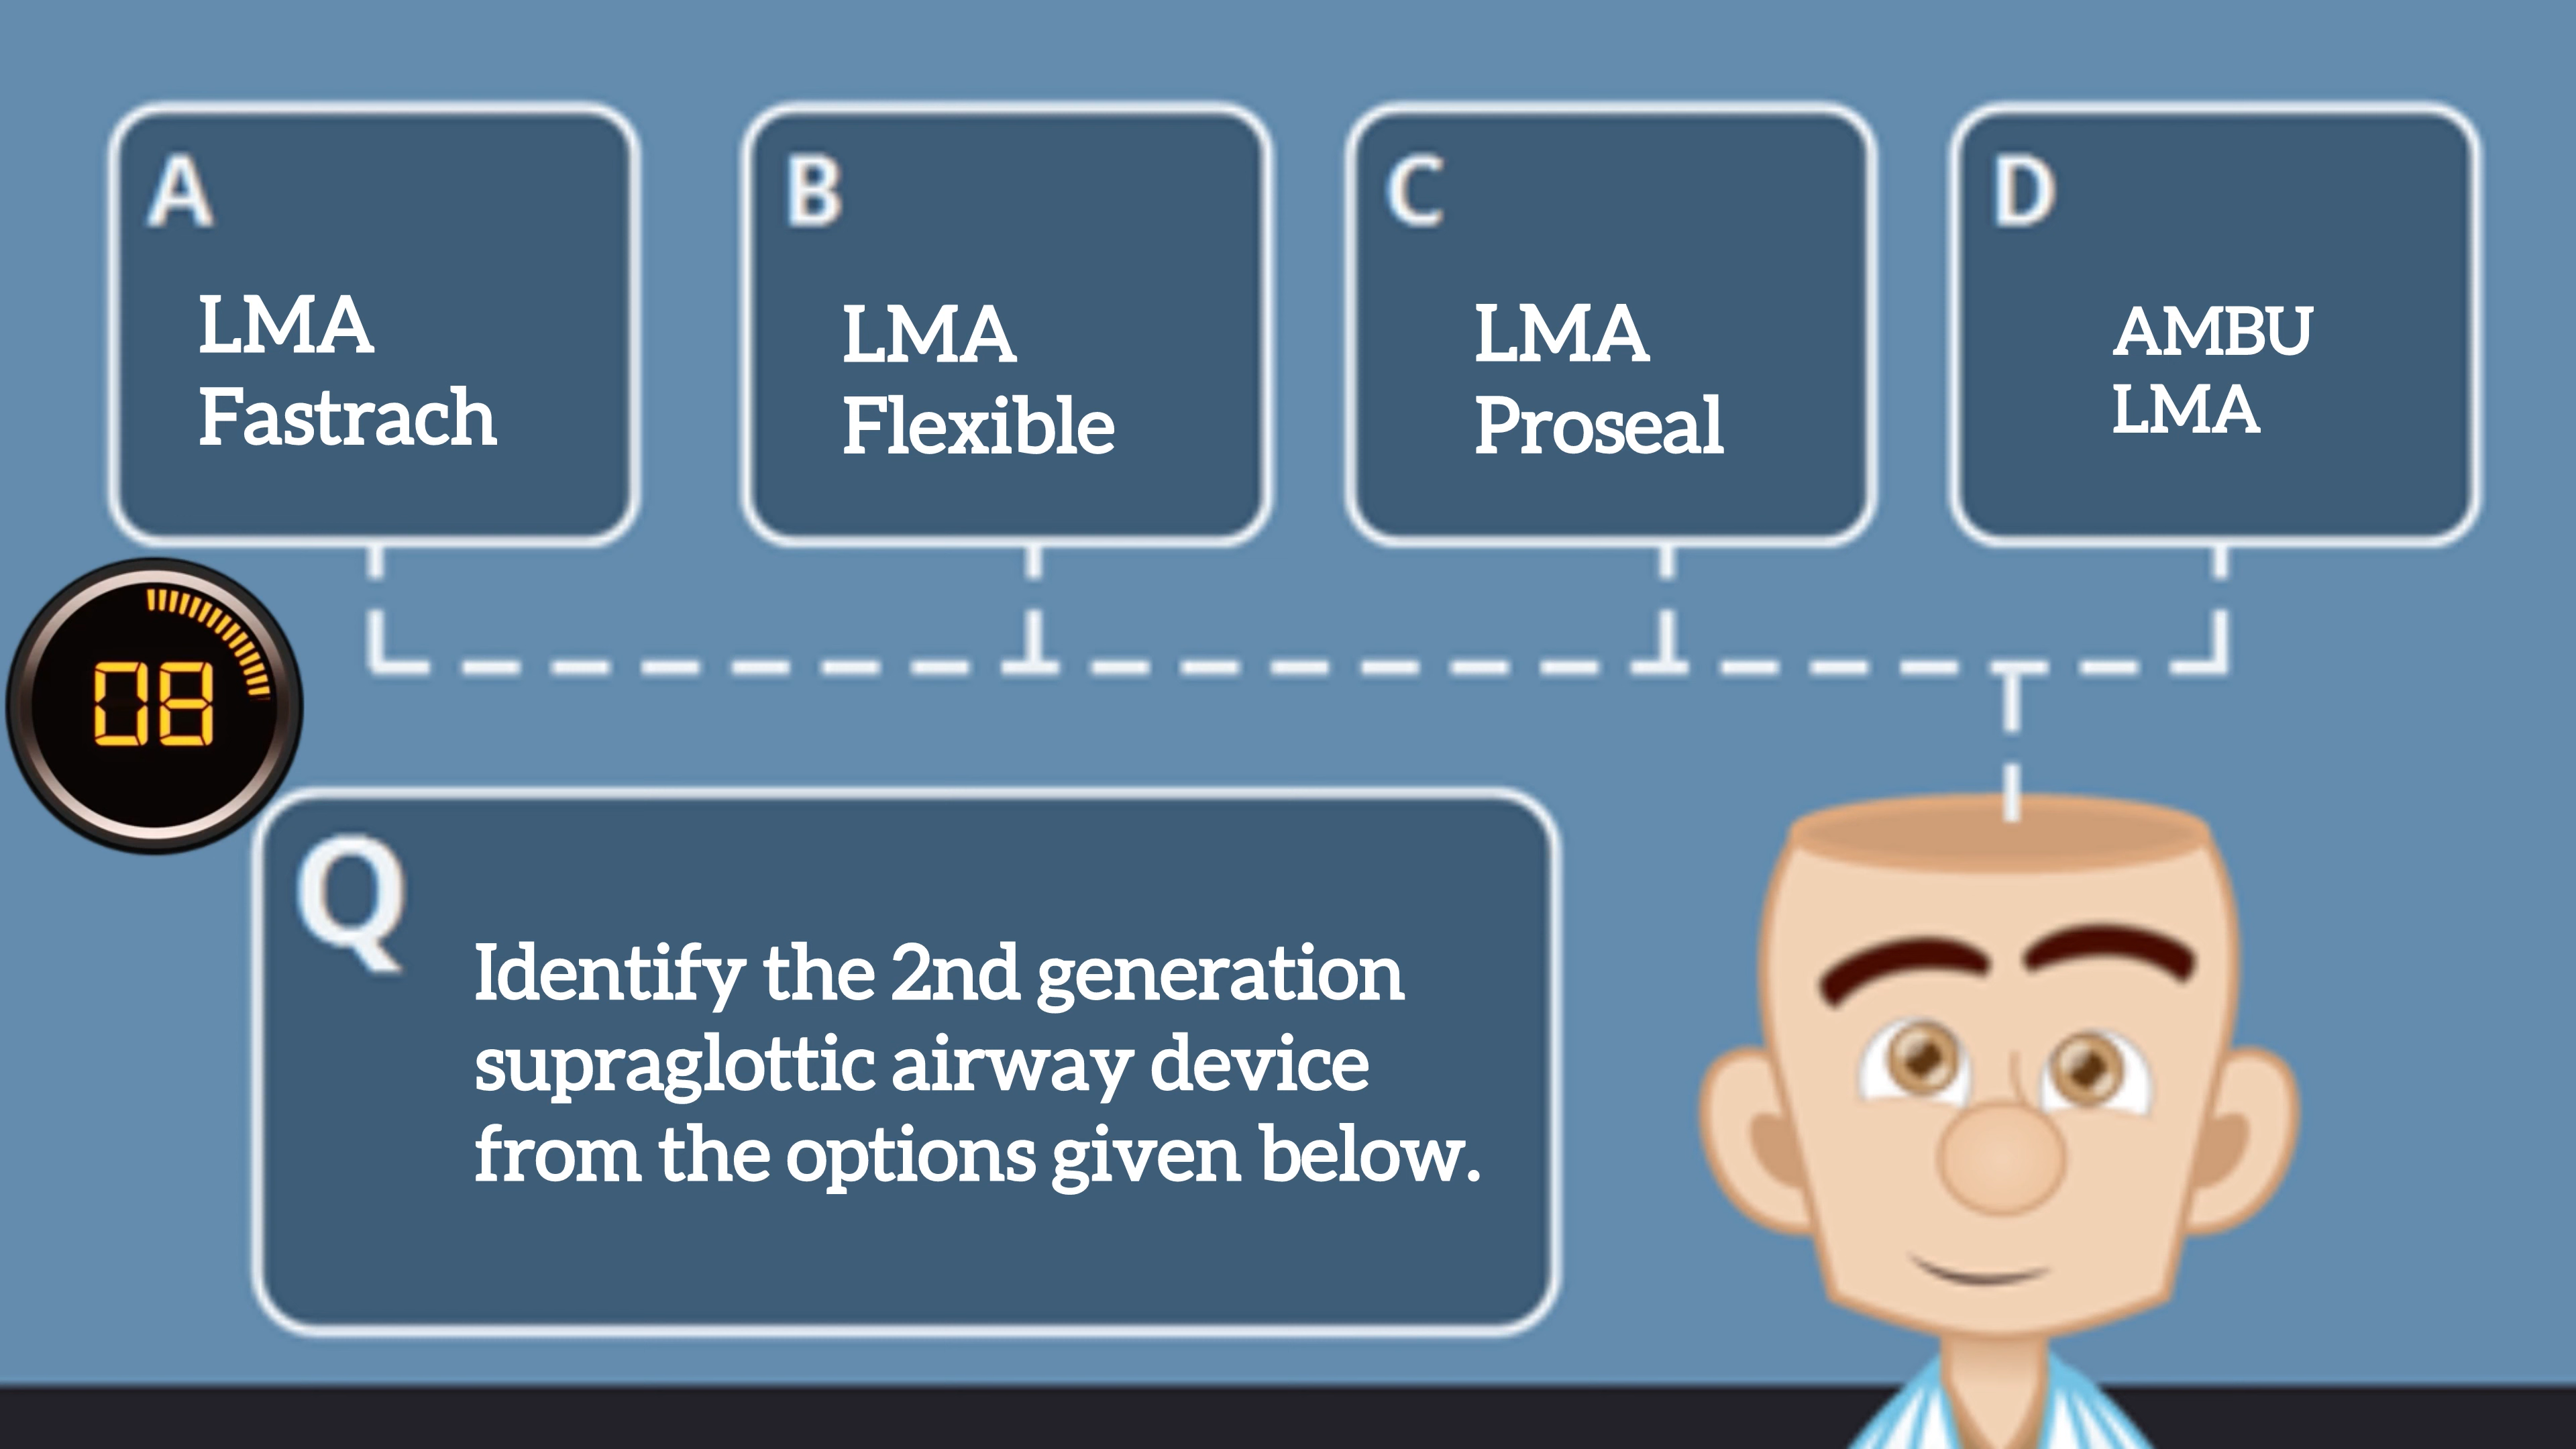 A
LMA
Fastrach
B
LMA
Flexible
C
LMA
Proseal
D
AMBU
LMA
08
Q
Identify the 2nd generation
supraglottic airway device
from the options given below.